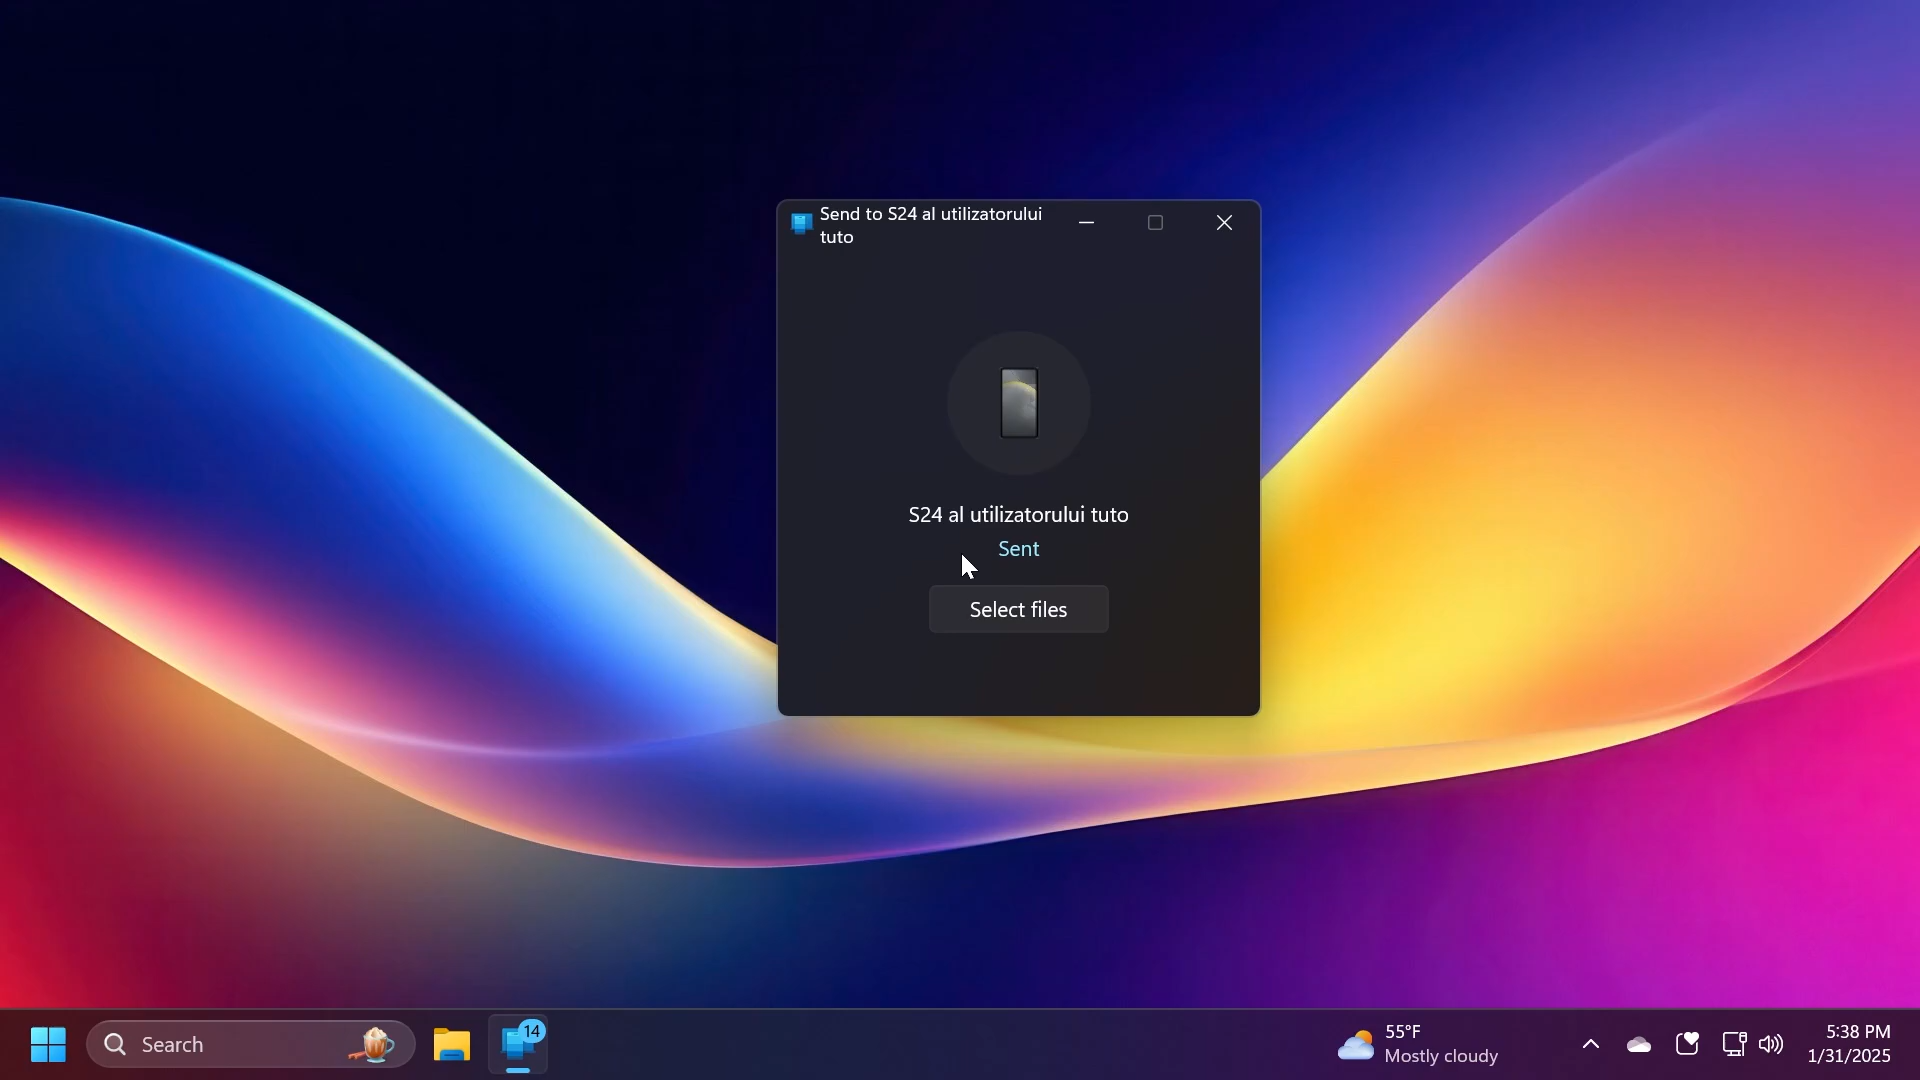 Send to S24 al utilizatorului
tuto
S24 al utilizatorului tuto
Sent
Select files
Search
14
55°F
Mostly cloudy
5:38 PM
1/31/2025